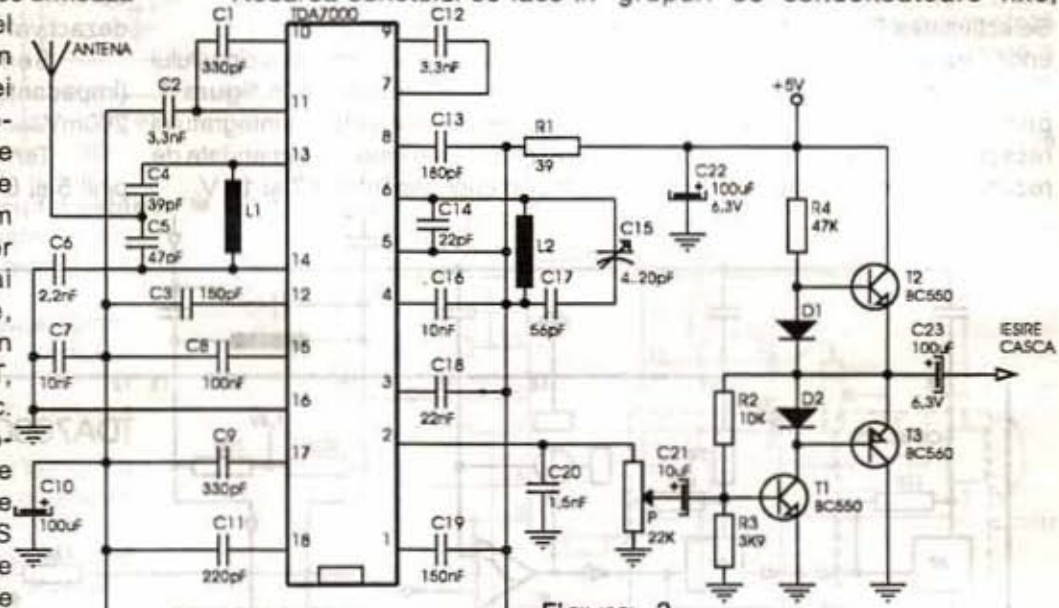 ANTENA
C1
330pF
C2
3,3nF
C4
39pF
C5
47pF
L1
C6
2,2nF
C3
150pF
C7
10nF
C8
100nF
C9
330pF
C10
100uF
C11
220pF
TDA7000
10
11
13
14
12
15
16
17
18
9
7
8
6
5
4
3
2
1
C12
3,3nF
C13
180pF
R1
39
C14
22pF
L2
C15
4..20pF
C16
10nF
C17
56pF
C18
22nF
C19
150nF
C20
1,5nF
P
22K
C21
10uF
C22
100uF
6,3V
+5V
R4
47K
D1
D2
R2
10K
R3
3K9
T1
BC550
T2
BC550
T3
BC560
C23
100uF
6,3V
IESIRE
CASCA